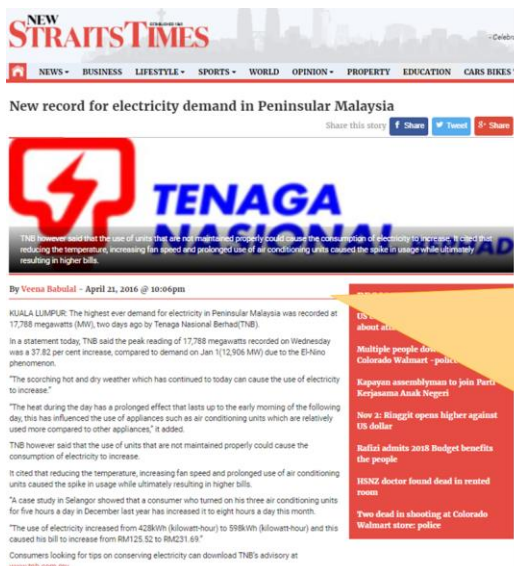 NEW
STRAITS TIMES
- Celebra
NEWS BUSINESS LIFESTYLE SPORTS WORLD OPINION PROPERTY EDUCATION CARS BIKES
New record for electricity demand in Peninsular Malaysia
Share this story f Share Tweet 8+ Share
TENAGA
NASIONAL
TNB however said that the use of units that are not maintained properly could cause the consumption of electricity to increase. It cited that
reducing the temperature, increasing fan speed and prolonged use of air conditioning units caused the spike in usage while ultimately
resulting in higher bills.
By Veena Babulal - April 21, 2016 @ 10:06pm
KUALA LUMPUR: The highest ever demand for electricity in Peninsular Malaysia was recorded at
17,788 megawatts (MW), two days ago by Tenaga Nasional Berhad(TNB).
In a statement today, TNB said the peak reading of 17,788 megawatts recorded on Wednesday
was a 37.82 per cent increase, compared to demand on Jan 1(12,906 MW) due to the El-Nino
phenomenon.
"The scorching hot and dry weather which has continued to today can cause the use of electricity
to increase."
"The heat during the day has a prolonged effect that lasts up to the early morning of the following
day, this has influenced the use of appliances such as air conditioning units which are relatively
used more compared to other appliances," it added.
TNB however said that the use of units that are not maintained properly could cause the
consumption of electricity to increase.
It cited that reducing the temperature, increasing fan speed and prolonged use of air conditioning
units caused the spike in usage while ultimately resulting in higher bills.
"A case study in Selangor showed that a consumer who turned on his three air conditioning units
for five hours a day in December last year has increased it to eight hours a day this month.
"The use of electricity increased from 428kWh (kilowatt-hour) to 598kWh (kilowatt-hour) and this
caused his bill to increase from RM125.52 to RM231.69."
Consumers looking for tips on conserving electricity can download TNB's advisory at
US
about
Multiple people
Colorado Walmart -police
Kapayan assemblyman to join Parti
Kerjasama Anak Negeri
Nov 2: Ringgit opens higher against
US dollar
Rafizi admits 2018 Budget benefits
the people
HSNZ doctor found dead in rented
room
Two dead in shooting at Colorado
Walmart store: police